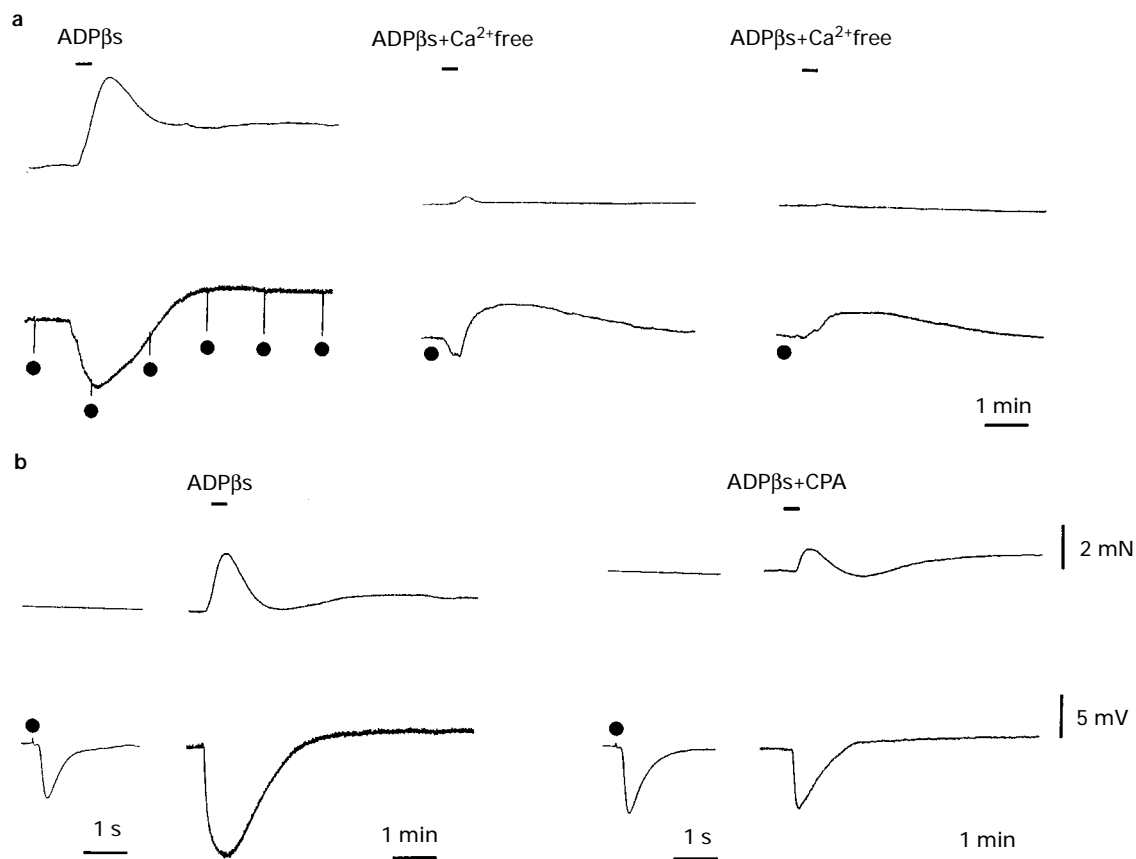 a
ADPβs
ADPβs+Ca²⁺free
ADPβs+Ca²⁺free
1 min
b
ADPβs
ADPβs+CPA
2 mN
5 mV
1 s
1 min
1 s
1 min